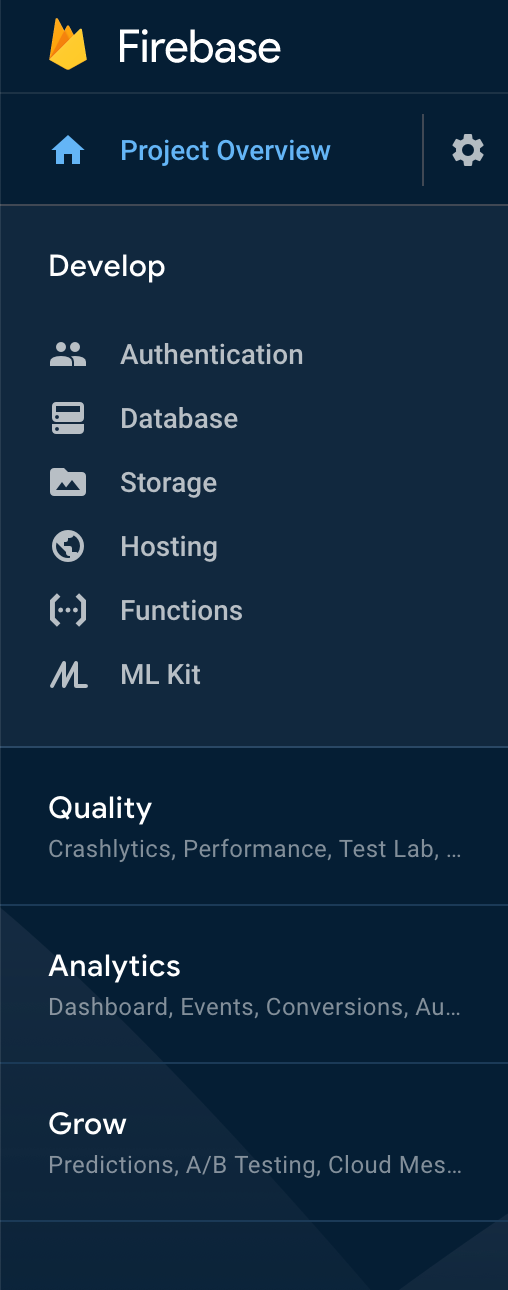 Firebase
Project Overview
Develop
Authentication
Database
Storage
Hosting
Functions
ML Kit
Quality
Crashlytics, Performance, Test Lab, ...
Analytics
Dashboard, Events, Conversions, Au...
Grow
Predictions, A/B Testing, Cloud Mes...